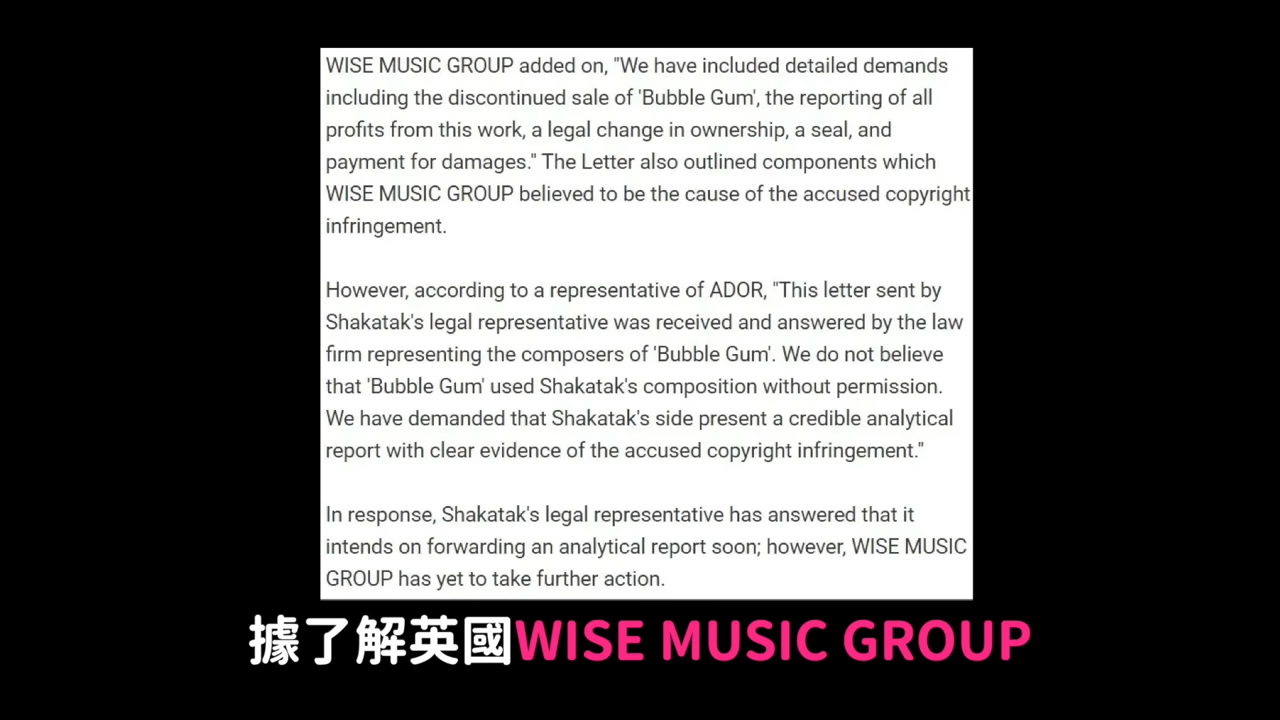 WISE MUSIC GROUP added on, "We have included detailed demands
including the discontinued sale of 'Bubble Gum', the reporting of all
profits from this work, a legal change in ownership, a seal, and
payment for damages." The Letter also outlined components which
WISE MUSIC GROUP believed to be the cause of the accused copyright
infringement.
However, according to a representative of ADOR, "This letter sent by
Shakatak's legal representative was received and answered by the law
firm representing the composers of 'Bubble Gum'. We do not believe
that 'Bubble Gum' used Shakatak's composition without permission.
We have demanded that Shakatak's side present a credible analytical
report with clear evidence of the accused copyright infringement."
In response, Shakatak's legal representative has answered that it
intends on forwarding an analytical report soon; however, WISE MUSIC
GROUP has yet to take further action.
據了解英國WISE MUSIC GROUP